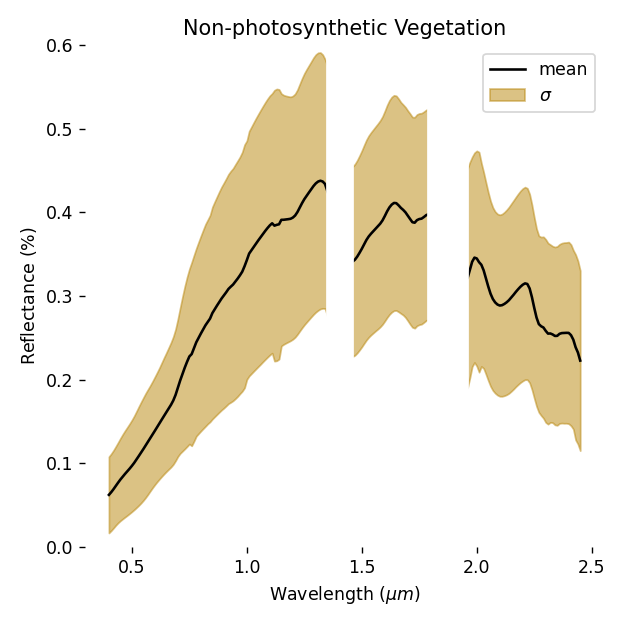 Non-photosynthetic Vegetation
0.6
0.5
0.4
0.3
0.2
0.1
0.0
Reflectance (%)
mean
σ
0.5 1.0 1.5 2.0 2.5
Wavelength (μm)